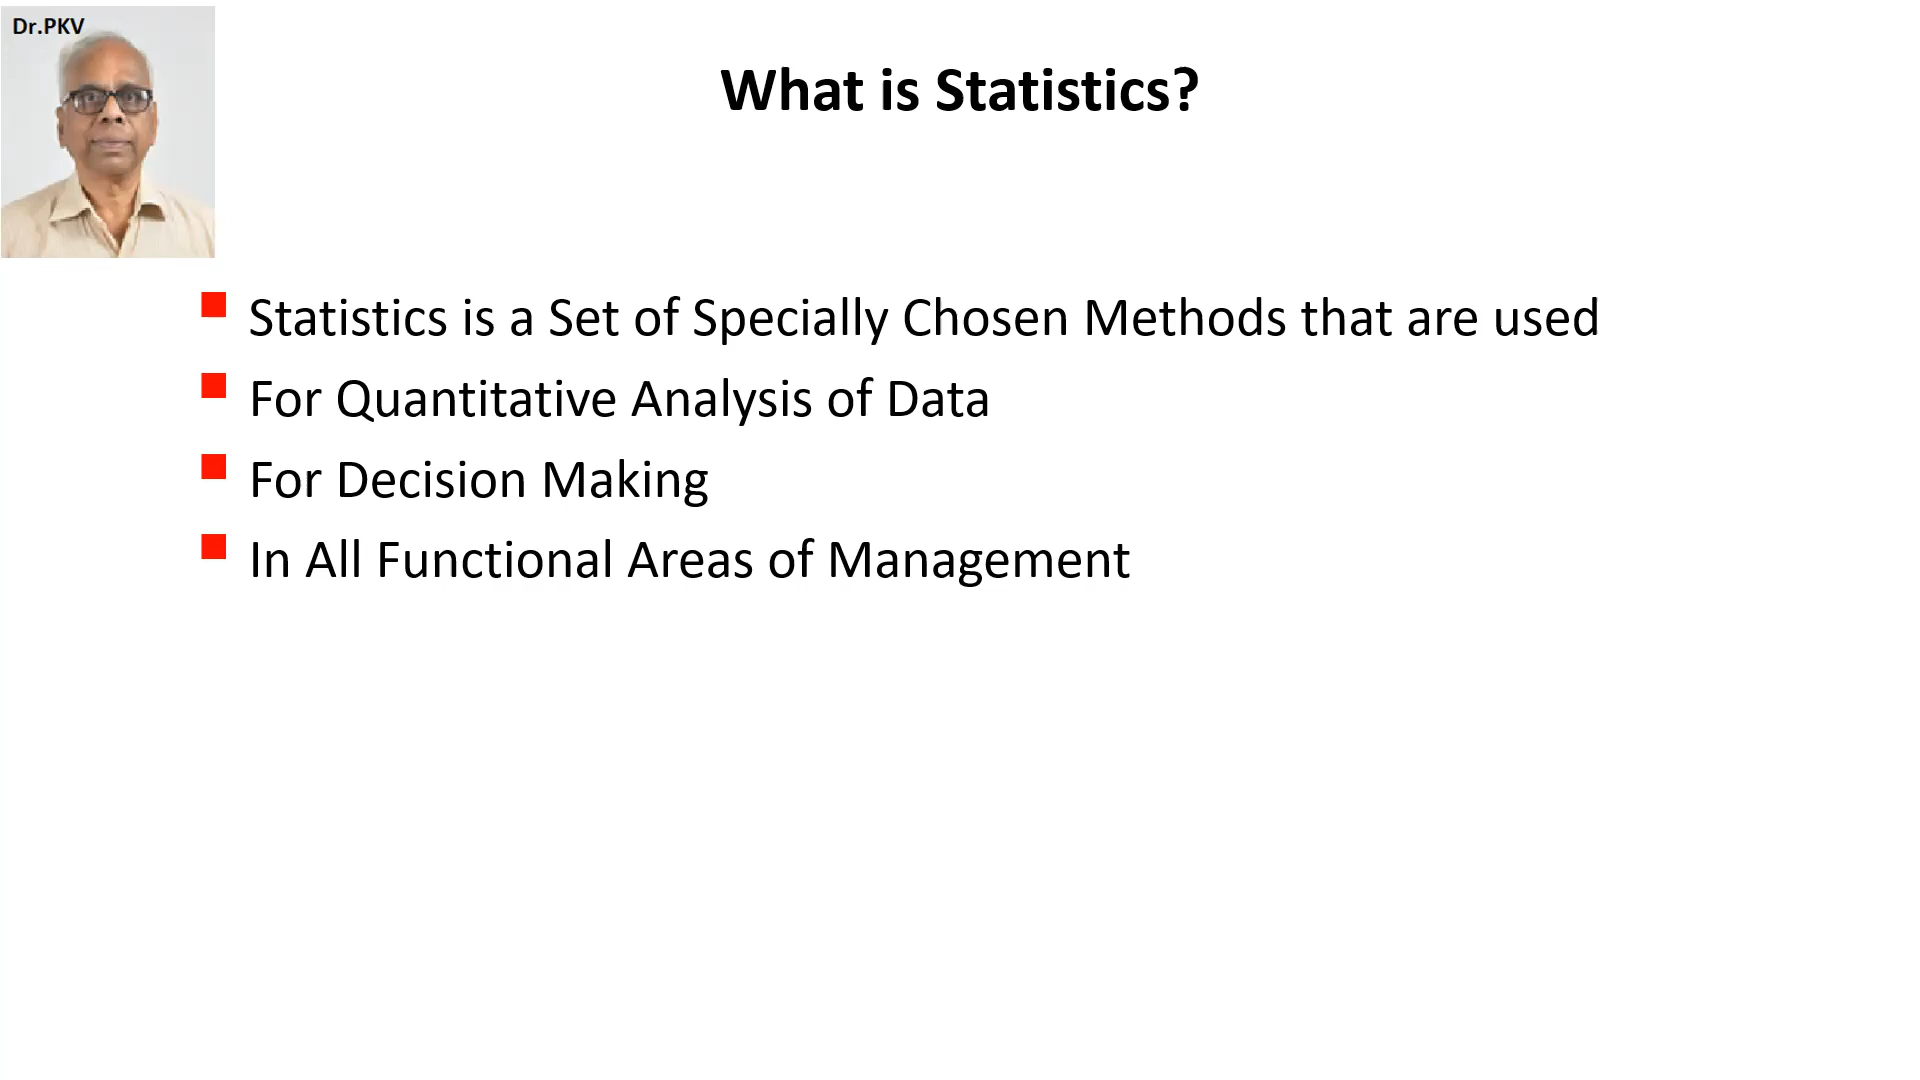 Dr.PKV
What is Statistics?
Statistics is a Set of Specially Chosen Methods that are used
For Quantitative Analysis of Data
For Decision Making
In All Functional Areas of Management